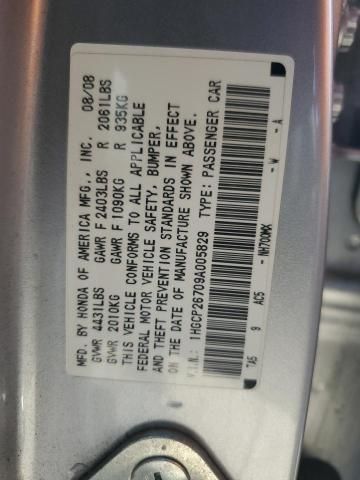 MFD. BY HONDA OF AMERICA MFG., INC. 08/08
GVWR 4431LBS GAWR F 2403LBS R 2061LBS
GVWR 2010KG GAWR F 1090KG R 935KG
THIS VEHICLE CONFORMS TO ALL APPLICABLE
FEDERAL MOTOR VEHICLE SAFETY, BUMPER,
AND THEFT PREVENTION STANDARDS IN EFFECT
ON THE DATE OF MANUFACTURE SHOWN ABOVE.
V.I.N.: 1HGCP26709A005829 TYPE: PASSENGER CAR
TA5 9 AC5 NH700MX W A